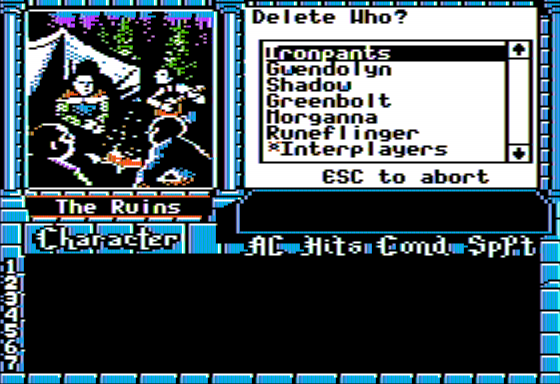 Delete Who?
Ironpants
Gwendolyn
Shadow
Greenbolt
Morganna
Runeflinger
*Interplayers
ESC to abort
The Ruins
Character AC Hits Cond SpPt
1
2
3
4
5
6
7